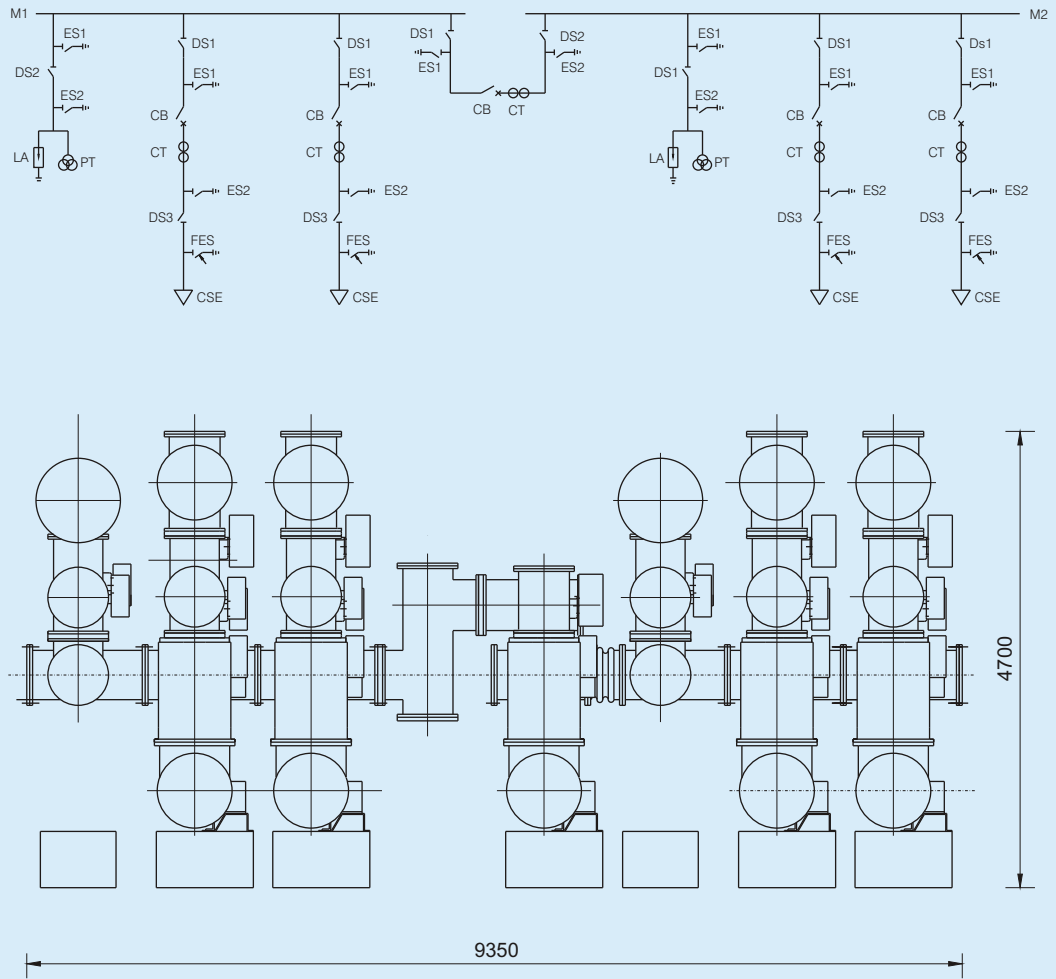 M1 M2
ES1 DS1 DS1 DS1 DS2 ES1 DS1 Ds1
ES1 ES2
DS2 ES1 ES1 DS1 ES1 ES1
ES2 CB CB CB CT ES2 CB CB
LA PT CT CT LA PT CT CT
ES2 ES2 ES2 ES2
DS3 DS3 DS3 DS3
FES FES FES FES
CSE CSE CSE CSE
4700
9350